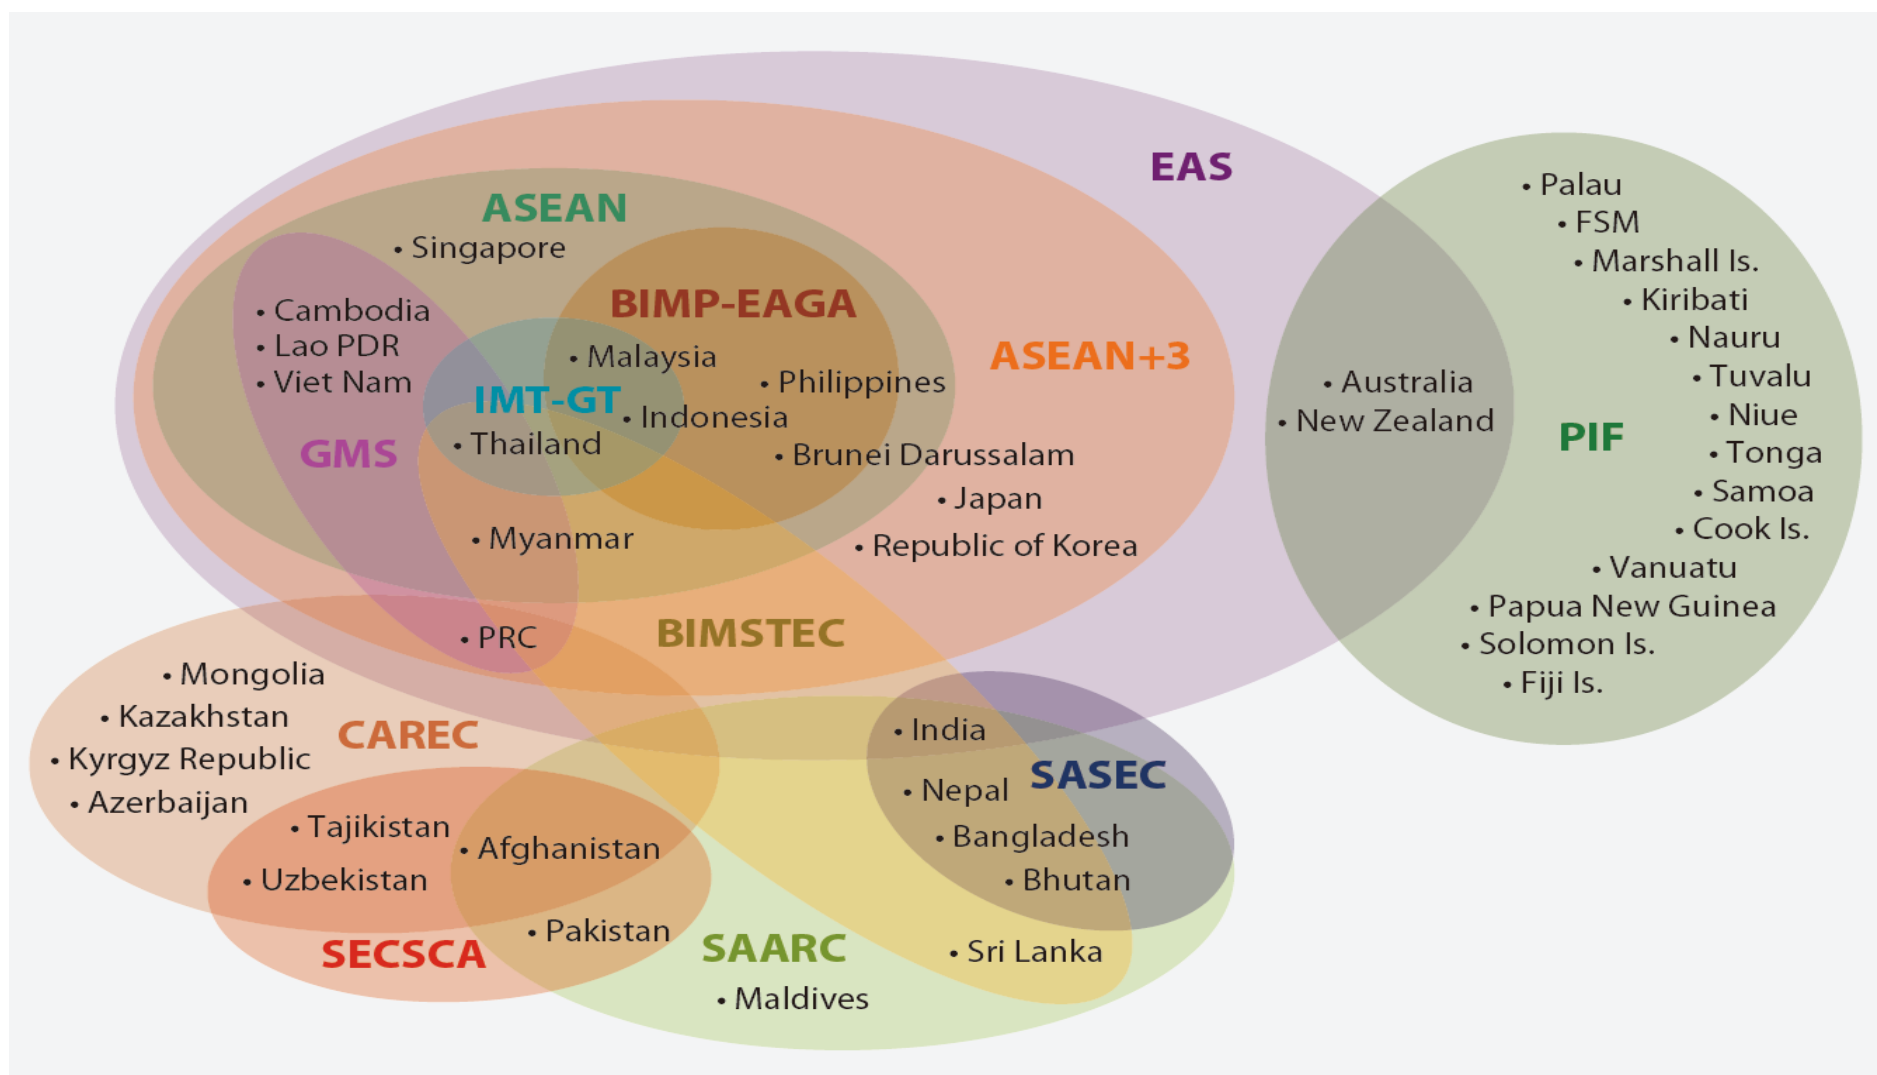 EAS
ASEAN
• Singapore
BIMP-EAGA
• Cambodia
• Lao PDR
• Viet Nam
• Malaysia
• Philippines
ASEAN+3
IMT-GT
• Indonesia
• Thailand
GMS
• Brunei Darussalam
• Japan
• Myanmar
• Republic of Korea
• PRC
BIMSTEC
• Australia
• New Zealand
• Palau
• FSM
• Marshall Is.
• Kiribati
• Nauru
• Tuvalu
• Niue
PIF
• Tonga
• Samoa
• Cook Is.
• Vanuatu
• Papua New Guinea
• Solomon Is.
• Fiji Is.
• Mongolia
• Kazakhstan
CAREC
• Kyrgyz Republic
• Azerbaijan
• Tajikistan
• Afghanistan
• Uzbekistan
• Pakistan
SECSCA
• India
SASEC
• Nepal
• Bangladesh
• Bhutan
SAARC
• Sri Lanka
• Maldives